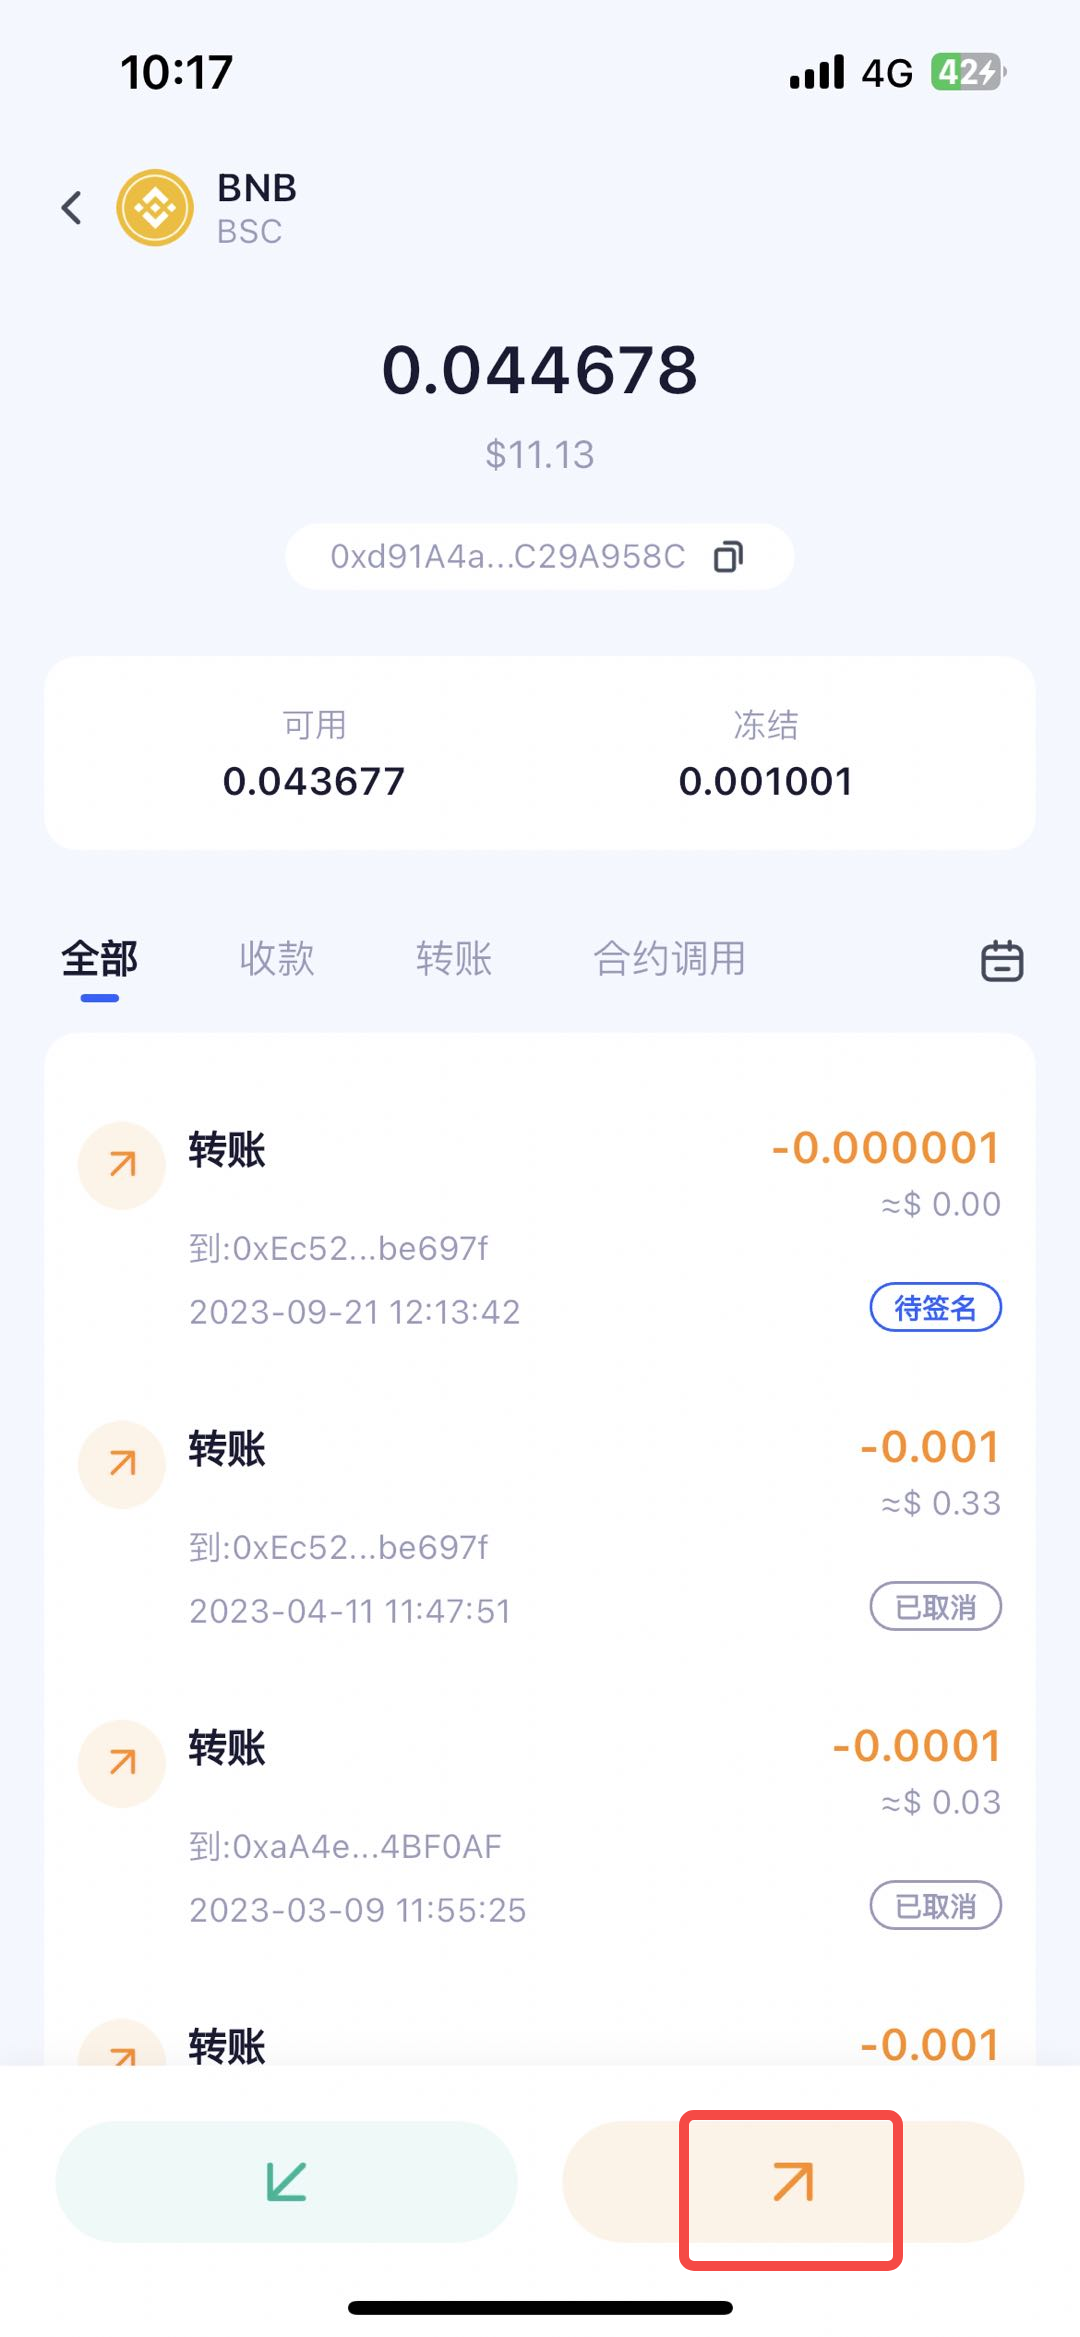 10:17
4G 42
BNB
BSC
0.044678
$11.13
0xd91A4a...C29A958C
可用 冻结
0.043677 0.001001
全部 收款 转账 合约调用
转账 -0.000001
≈$ 0.00
到:0xEc52...be697f
2023-09-21 12:13:42 待签名
转账 -0.001
≈$ 0.33
到:0xEc52...be697f
2023-04-11 11:47:51 已取消
转账 -0.0001
≈$ 0.03
到:0xaA4e...4BF0AF
2023-03-09 11:55:25 已取消
转账 -0.001